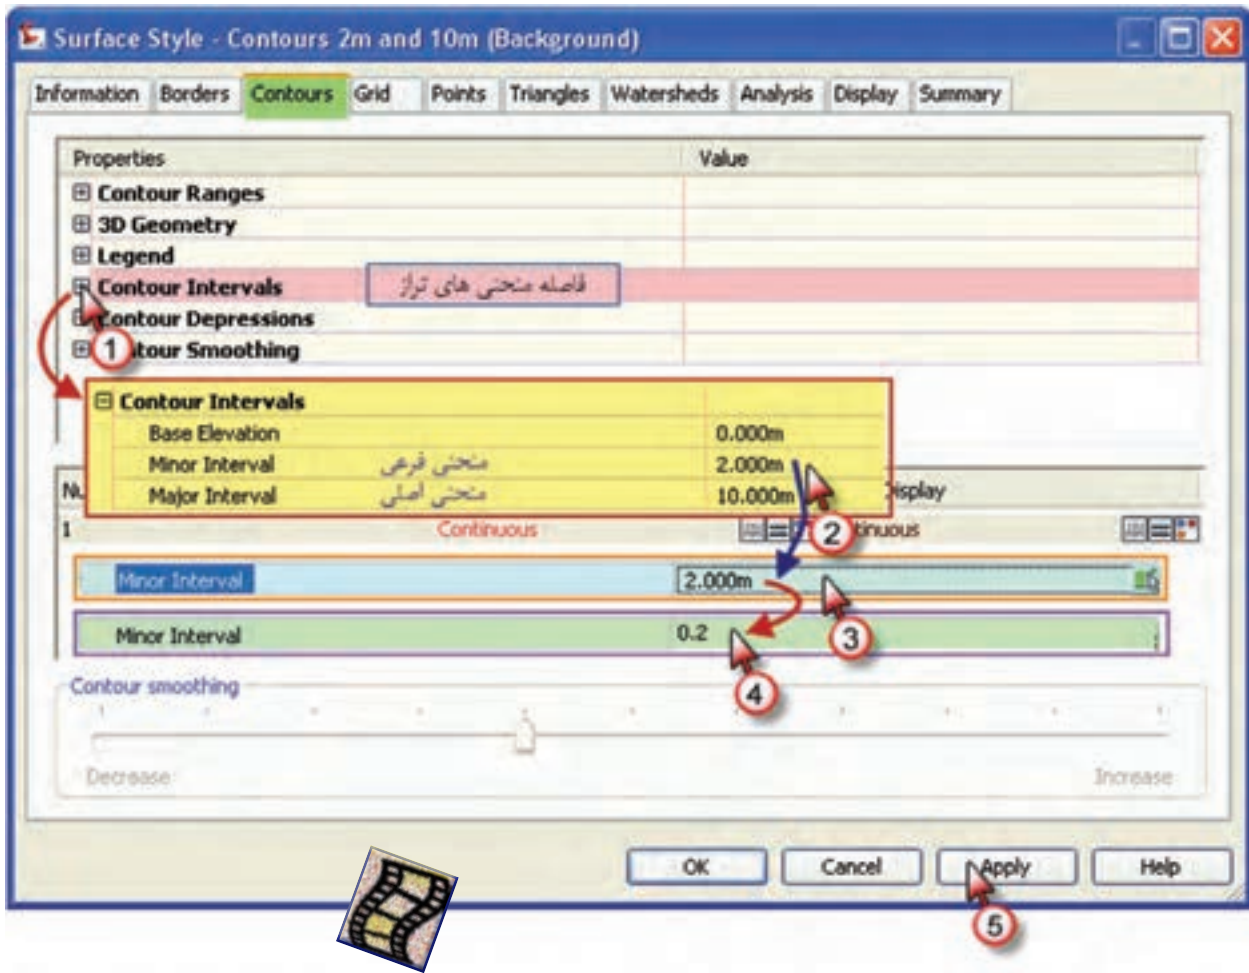 Surface Style - Contours 2m and 10m (Background)
Information Borders Contours Grid Points Triangles Watersheds Analysis Display Summary
Properties Value
Contour Ranges
3D Geometry
Legend
Contour Intervals فاصله منحنی های تراز
Contour Depressions
1
tour Smoothing
Contour Intervals
Base Elevation 0.000m
Minor Interval منحنی فرعی 2.000m
Major Interval منحنی اصلی 10.000m
1 Continuous
2
Minor Interval 2.000m
3
Minor Interval 0.2
4
Contour smoothing
Decrease Increase
OK Cancel Apply Help
5